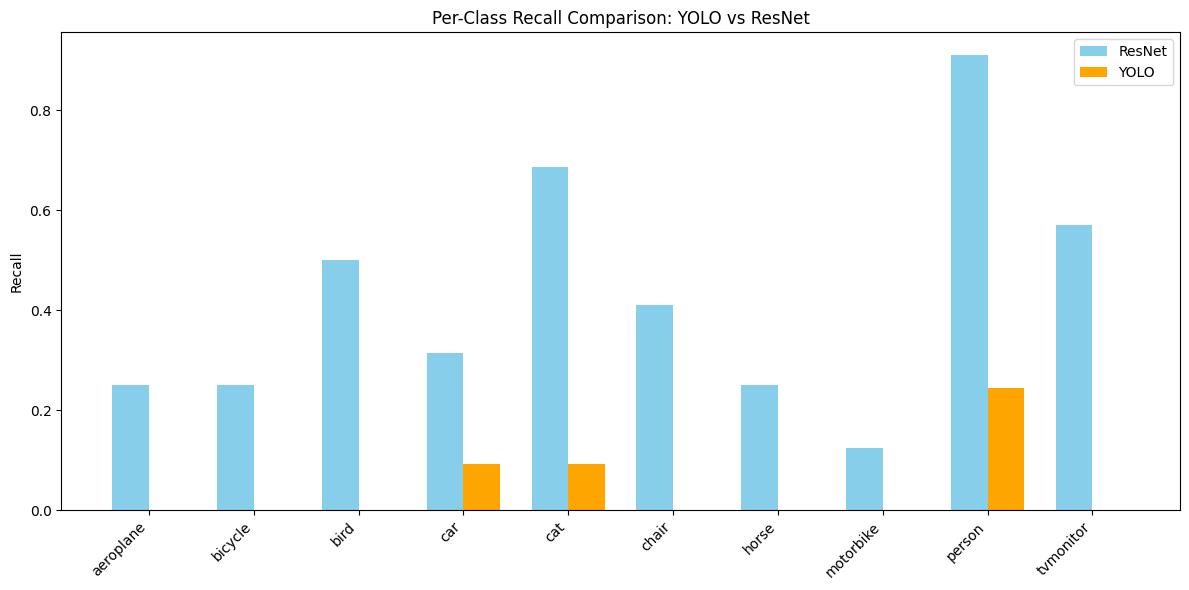 Per-Class Recall Comparison: YOLO vs ResNet
ResNet
YOLO
Recall
0.8
0.6
0.4
0.2
0.0
aeroplane
bicycle
bird
car
cat
chair
horse
motorbike
person
tvmonitor